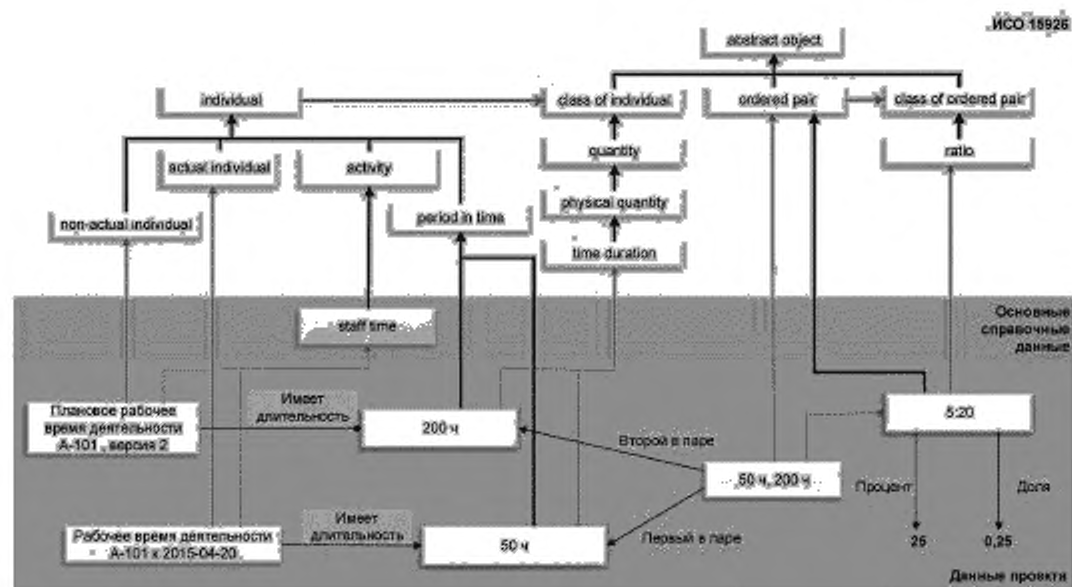 ИСО 15926
abstract object
individual
class of individual
ordered pair
class of ordered pair
actual individual
activity
quantity
ratio
non-actual individual
period in time
physical quantity
time duration
staff time
Основные
справочные
данные
Плановое рабочее
время деятельности
А-101, версия 2
Имеет
длительность
200 ч
5:20
Второй в паре
50 ч, 200 ч
Процент
Доля
Рабочее время деятельности
А-101 к 2015-04-20
Имеет
длительность
50 ч
Первый в паре
25
0,25
Данные проекта